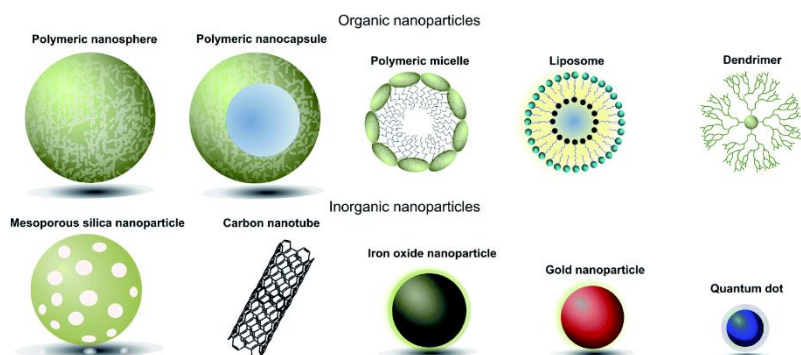 Organic nanoparticles
Polymeric nanosphere
Polymeric nanocapsule
Polymeric micelle
Liposome
Dendrimer
Inorganic nanoparticles
Mesoporous silica nanoparticle
Carbon nanotube
Iron oxide nanoparticle
Gold nanoparticle
Quantum dot